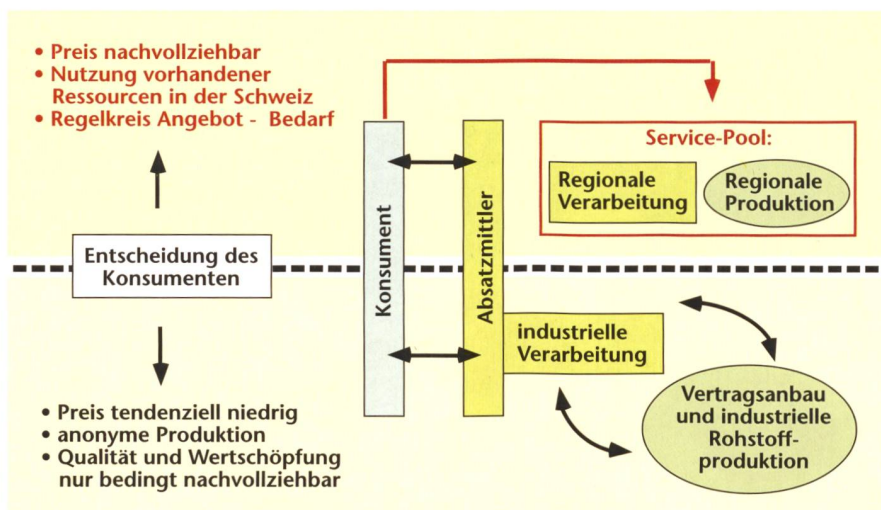 • Preis nachvollziehbar
• Nutzung vorhandener
Ressourcen in der Schweiz
• Regelkreis Angebot - Bedarf
Entscheidung des
Konsumenten
• Preis tendenziell niedrig
• anonyme Produktion
• Qualität und Wertschöpfung
nur bedingt nachvollziehbar
Konsument
Absatzmittler
Service-Pool:
Regionale
Verarbeitung
Regionale
Produktion
industrielle
Verarbeitung
Vertragsanbau
und industrielle
Rohstoff-
produktion